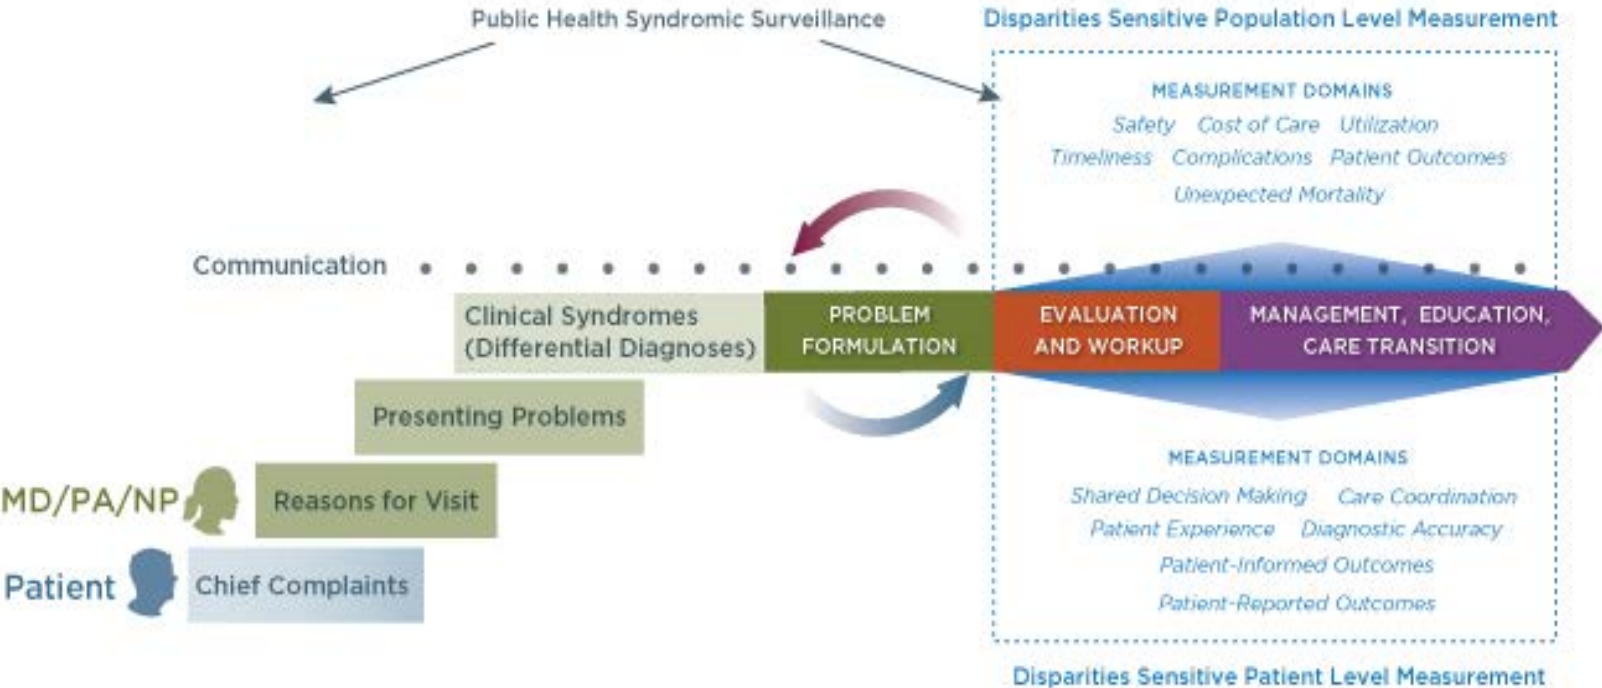 Public Health Syndromic Surveillance
Disparities Sensitive Population Level Measurement
MEASUREMENT DOMAINS
Safety Cost of Care Utilization
Timeliness Complications Patient Outcomes
Unexpected Mortality
Communication
Clinical Syndromes
(Differential Diagnoses)
PROBLEM
FORMULATION
EVALUATION
AND WORKUP
MANAGEMENT, EDUCATION,
CARE TRANSITION
Presenting Problems
MD/PA/NP
Reasons for Visit
Patient
Chief Complaints
MEASUREMENT DOMAINS
Shared Decision Making Care Coordination
Patient Experience Diagnostic Accuracy
Patient-Informed Outcomes
Patient-Reported Outcomes
Disparities Sensitive Patient Level Measurement